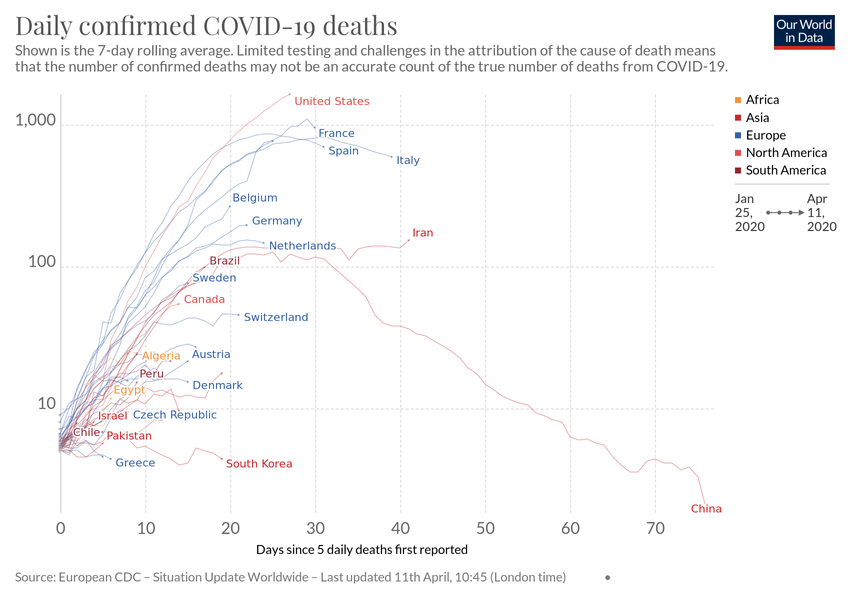 Daily confirmed COVID-19 deaths
Our World
in Data
Shown is the 7-day rolling average. Limited testing and challenges in the attribution of the cause of death means
that the number of confirmed deaths may not be an accurate count of the true number of deaths from COVID-19.
Africa
Asia
Europe
North America
South America
Jan
25,
2020
Apr
11,
2020
1,000
100
10
United States
France
Spain
Italy
Belgium
Germany
Iran
Netherlands
Brazil
Sweden
Canada
Switzerland
Algeria
Austria
Peru
Denmark
Egypt
Israel
Czech Republic
Chile
Pakistan
Greece
South Korea
China
0
10
20
30
40
50
60
70
Days since 5 daily deaths first reported
Source: European CDC – Situation Update Worldwide – Last updated 11th April, 10:45 (London time)